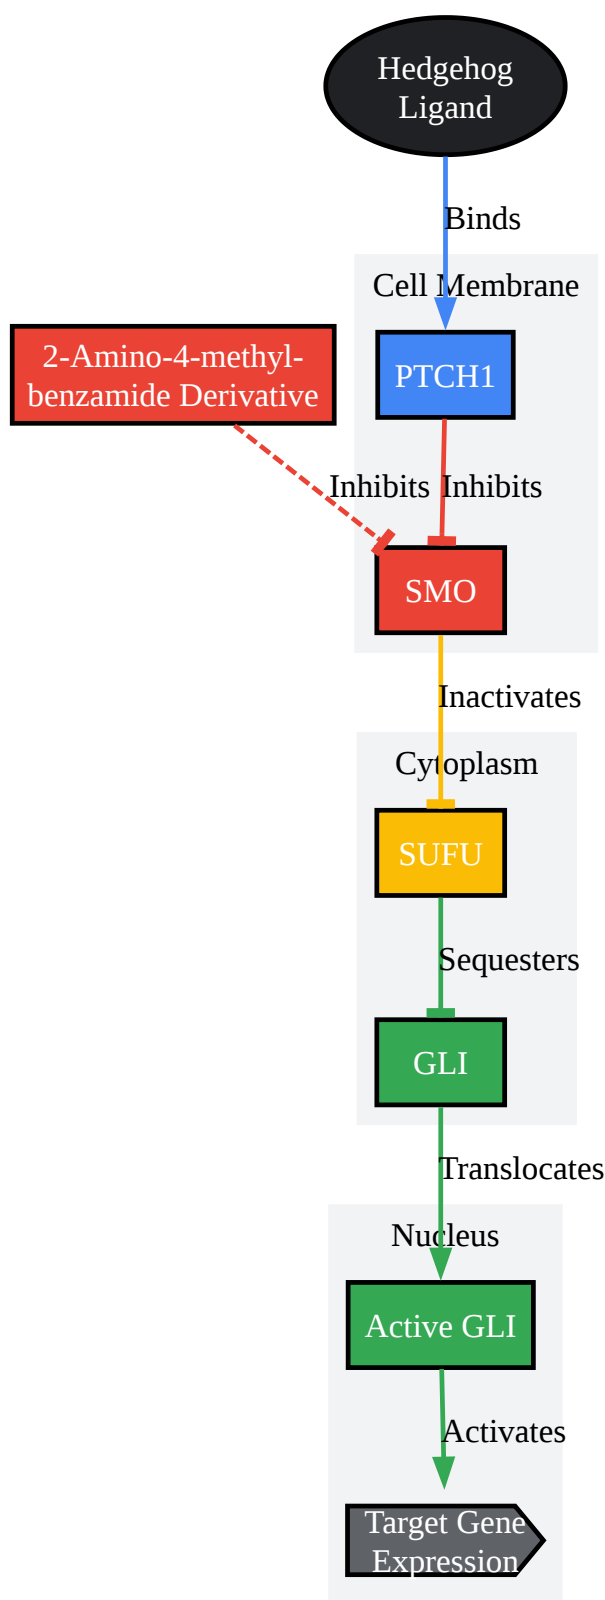 Hedgehog
Ligand
Binds
Cell Membrane
2-Amino-4-methyl-
benzamide Derivative
PTCH1
Inhibits
Inhibits
SMO
Inactivates
Cytoplasm
SUFU
Sequesters
GLI
Translocates
Nucleus
Active GLI
Activates
Target Gene
Expression